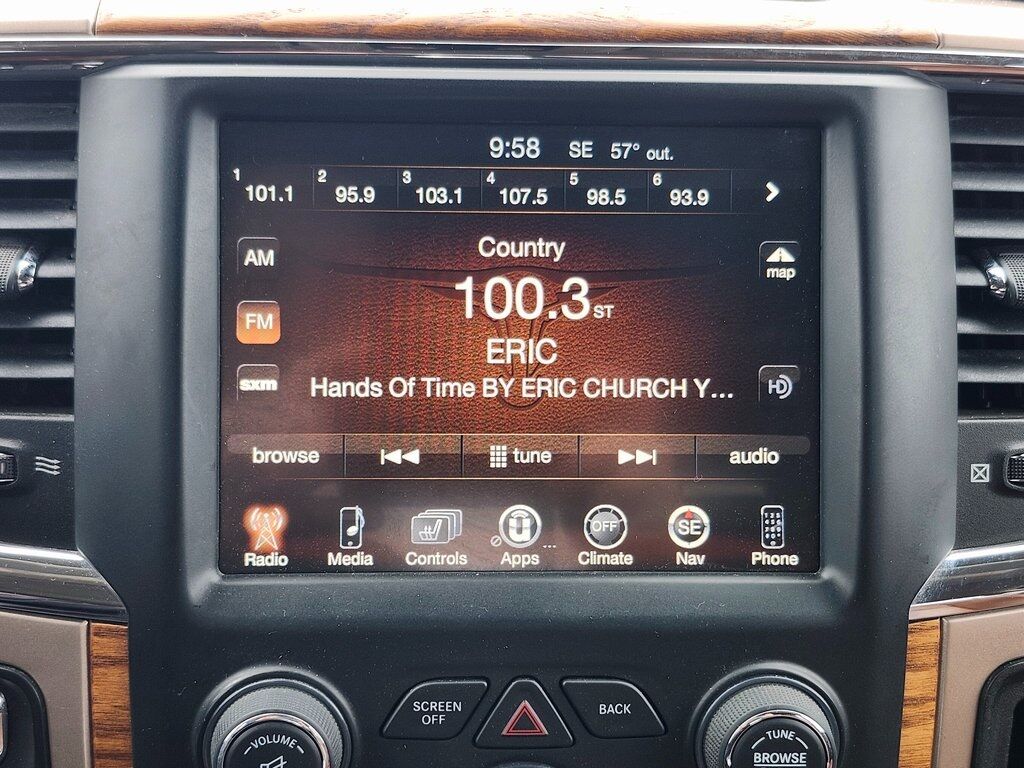 9:58 SE 57° out.
1 101.1 2 95.9 3 103.1 4 107.5 5 98.5 6 93.9
AM Country map
100.3 ST
FM
ERIC
sxm Hands Of Time BY ERIC CHURCH Y... HD
browse tune audio
OFF SE
Radio Media Controls Apps ... Climate Nav Phone
SCREEN OFF BACK
VOLUME TUNE
BROWSE